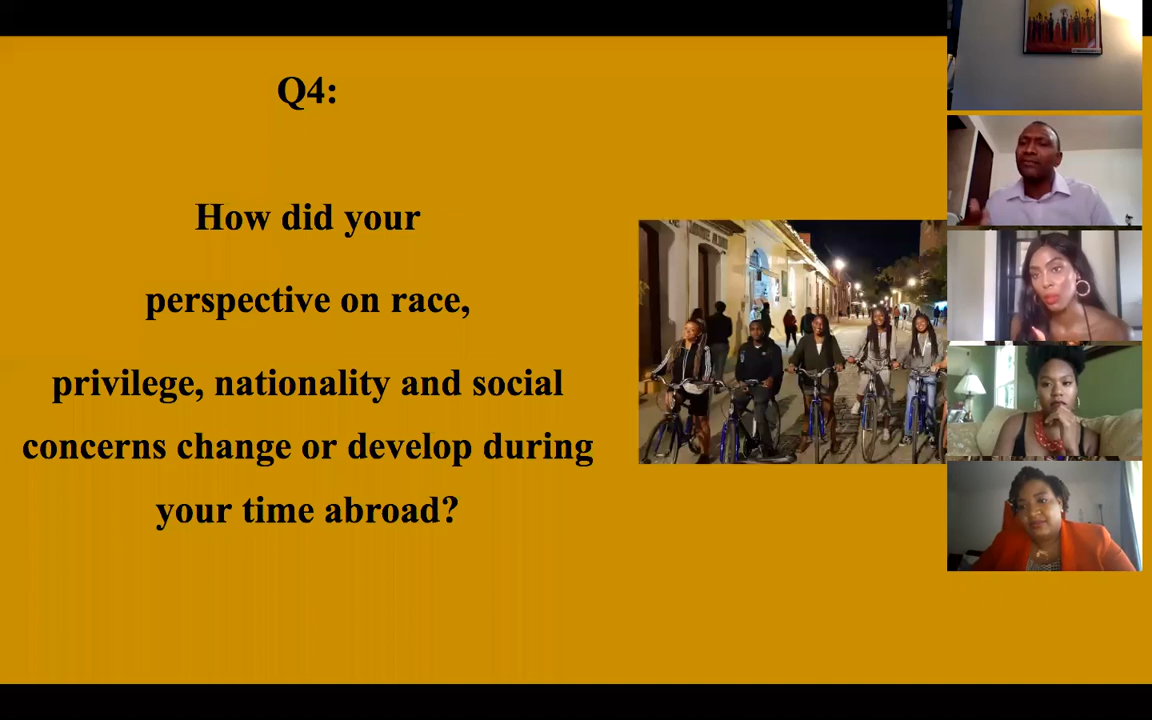 Q4:
How did your
perspective on race,
privilege, nationality and social
concerns change or develop during
your time abroad?